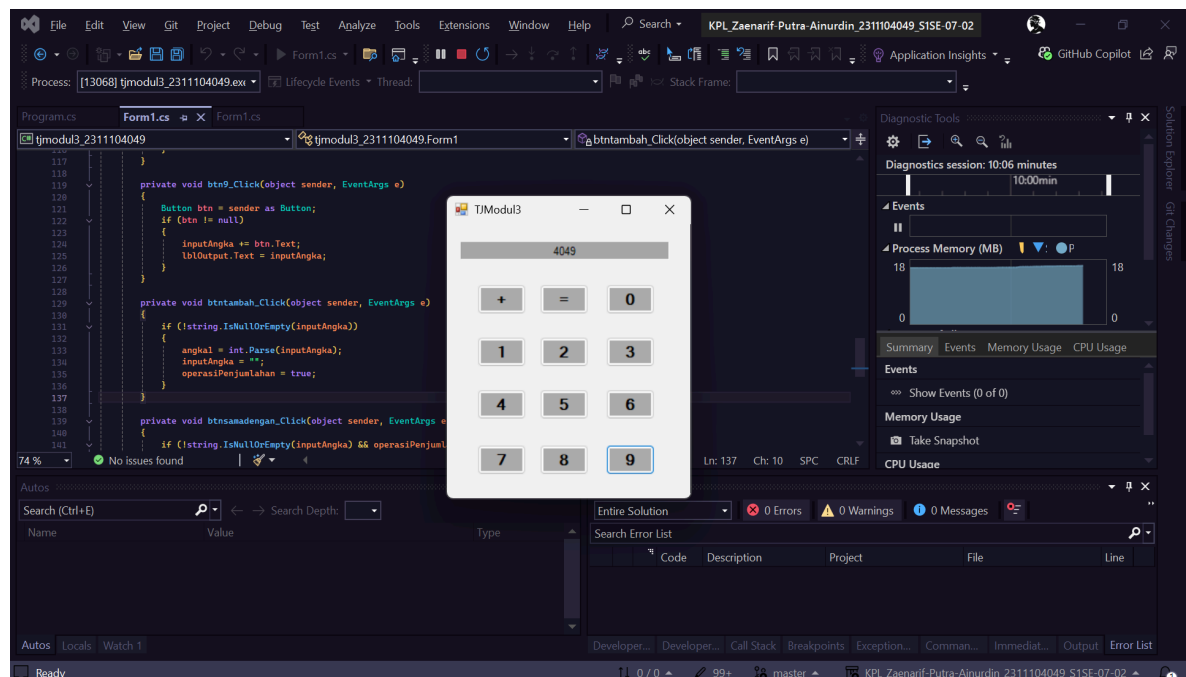 File Edit View Git Project Debug Test Analyze Tools Extensions Window Help Search KPL_Zaenarif-Putra-Ainurdin_2311104049_S1SE-07-02
Form1.cs Application Insights GitHub Copilot
Process: [13068] tjmodul3_2311104049.exe Lifecycle Events Thread: Stack Frame:
Program.cs Form1.cs Form1.cs
tjmodul3_2311104049 tjmodul3_2311104049.Form1 btntambah_Click(object sender, EventArgs e)
117 }
118
119 private void btn9_Click(object sender, EventArgs e)
120 {
121 Button btn = sender as Button;
122 if (btn != null)
123 {
124 inputAngka += btn.Text;
125 lblOutput.Text = inputAngka;
126 }
127 }
128
129 private void btntambah_Click(object sender, EventArgs e)
130 {
131 if (!string.IsNullOrEmpty(inputAngka))
132 {
133 angka1 = int.Parse(inputAngka);
134 inputAngka = "";
135 operasiPenjumlahan = true;
136 }
137 }
138
139 private void btnsamadengan_Click(object sender, EventArgs e
140 {
141 if (!string.IsNullOrEmpty(inputAngka) && operasiPenjuml
74 % No issues found Ln: 137 Ch: 10 SPC CRLF
TJModul3
4049
+ = 0
1 2 3
4 5 6
7 8 9
Diagnostic Tools
Diagnostics session: 10:06 minutes
10:00min
Events
Process Memory (MB) P
18 18
0 0
Summary Events Memory Usage CPU Usage
Events
Show Events (0 of 0)
Memory Usage
Take Snapshot
CPU Usage
Solution Explorer
Git Changes
Autos
Search (Ctrl+E) Search Depth:
Name Value Type
Autos Locals Watch 1
Entire Solution 0 Errors 0 Warnings 0 Messages
Search Error List
Code Description Project File Line
Developer... Developer... Call Stack Breakpoints Exception... Comman... Immediat... Output Error List
Ready 0 / 0 99+ master KPL_Zaenarif-Putra-Ainurdin_2311104049_S1SE-07-02